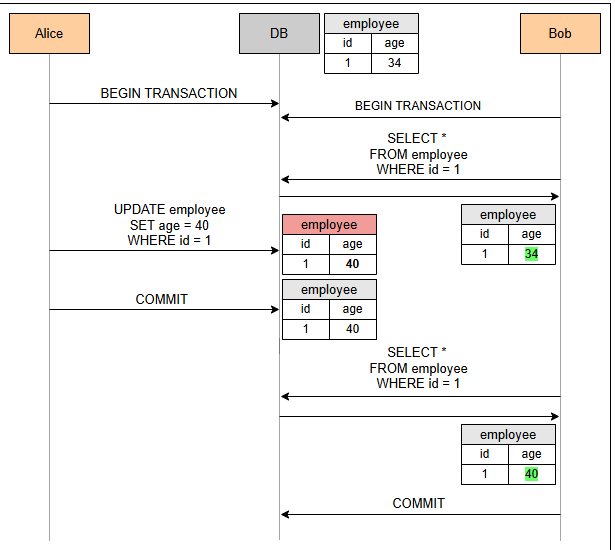 Alice
DB
employee
id age
1 34
Bob
BEGIN TRANSACTION
BEGIN TRANSACTION
SELECT *
FROM employee
WHERE id = 1
UPDATE employee
SET age = 40
WHERE id = 1
employee
id age
1 40
employee
id age
1 34
COMMIT
employee
id age
1 40
SELECT *
FROM employee
WHERE id = 1
employee
id age
1 40
COMMIT